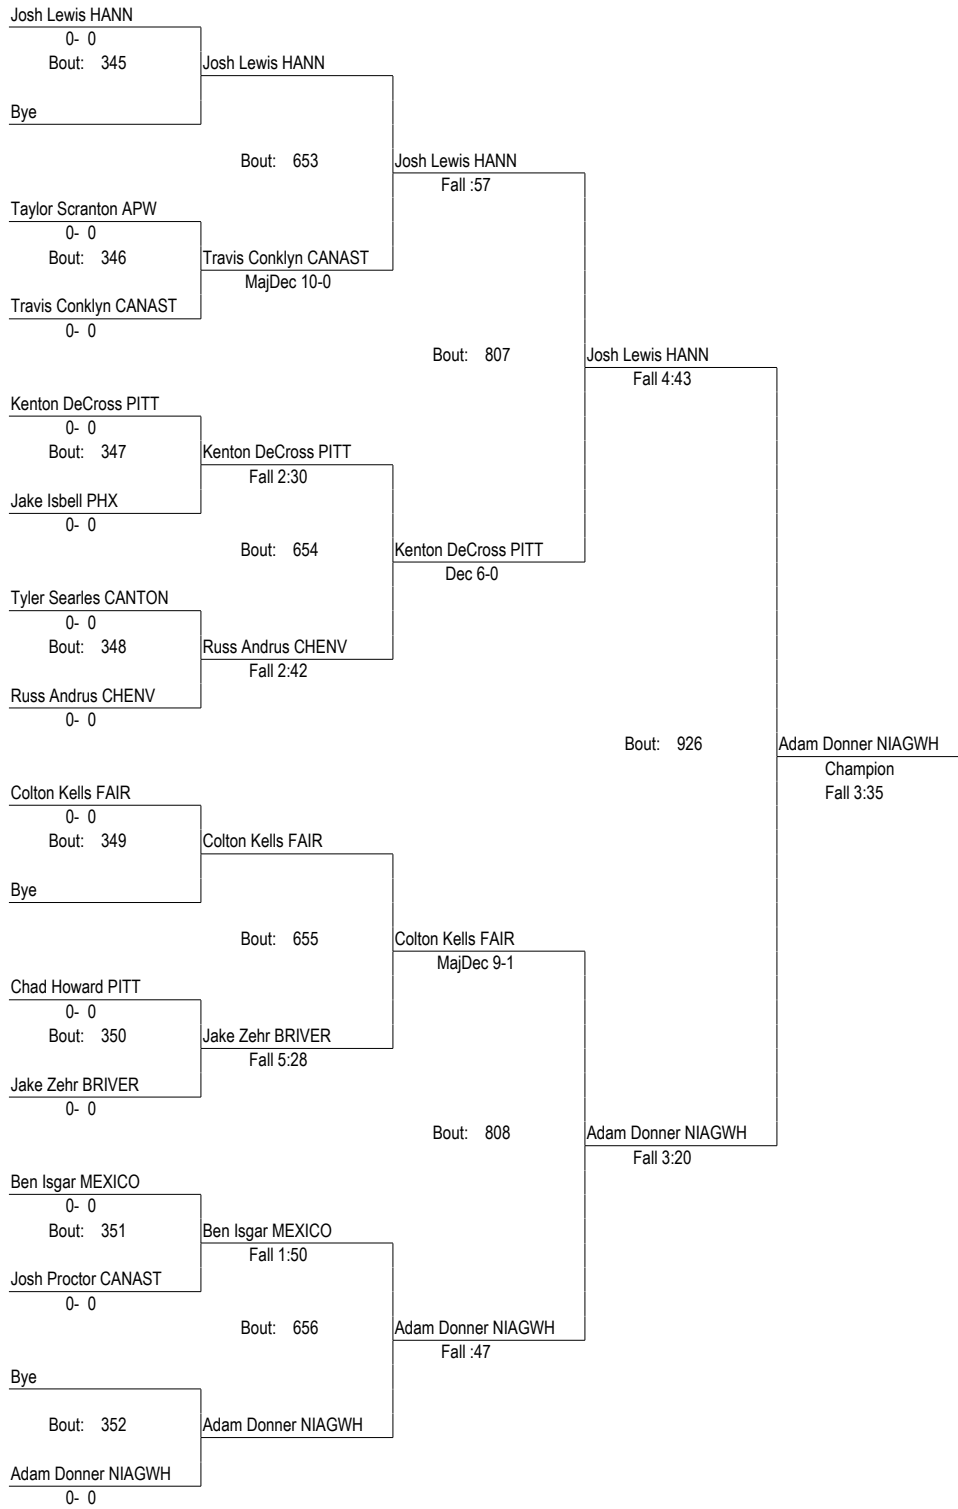 Josh Lewis HANN
0- 0
Bout: 345 Josh Lewis HANN
Bye
Bout: 653 Josh Lewis HANN
Fall :57
Taylor Scranton APW
0- 0
Bout: 346 Travis Conklyn CANAST
MajDec 10-0
Travis Conklyn CANAST
0- 0
Bout: 807 Josh Lewis HANN
Fall 4:43
Kenton DeCross PITT
0- 0
Bout: 347 Kenton DeCross PITT
Fall 2:30
Jake Isbell PHX
0- 0
Bout: 654 Kenton DeCross PITT
Dec 6-0
Tyler Searles CANTON
0- 0
Bout: 348 Russ Andrus CHENV
Fall 2:42
Russ Andrus CHENV
0- 0
Bout: 926 Adam Donner NIAGWH
Champion
Fall 3:35
Colton Kells FAIR
0- 0
Bout: 349 Colton Kells FAIR
Bye
Bout: 655 Colton Kells FAIR
MajDec 9-1
Chad Howard PITT
0- 0
Bout: 350 Jake Zehr BRIVER
Fall 5:28
Jake Zehr BRIVER
0- 0
Bout: 808 Adam Donner NIAGWH
Fall 3:20
Ben Isgar MEXICO
0- 0
Bout: 351 Ben Isgar MEXICO
Fall 1:50
Josh Proctor CANAST
0- 0
Bout: 656 Adam Donner NIAGWH
Fall :47
Bye
Bout: 352 Adam Donner NIAGWH
Adam Donner NIAGWH
0- 0